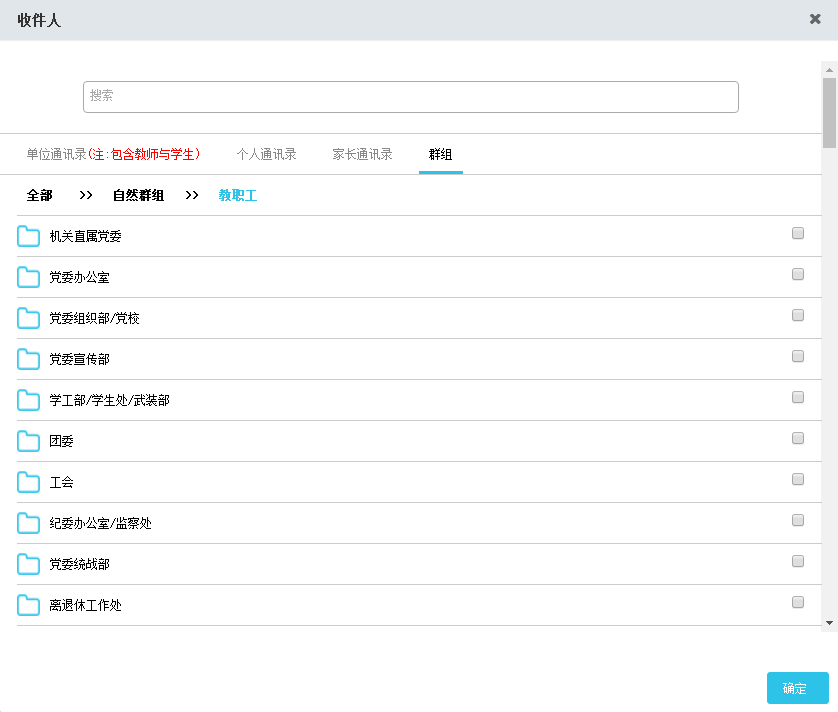 收件人
搜索
单位通讯录(注:包含教师与学生) 个人通讯录 家长通讯录 群组
全部 >> 自然群组 >> 教职工
机关直属党委
党委办公室
党委组织部/党校
党委宣传部
学工部/学生处/武装部
团委
工会
纪委办公室/监察处
党委统战部
离退休工作处
确定